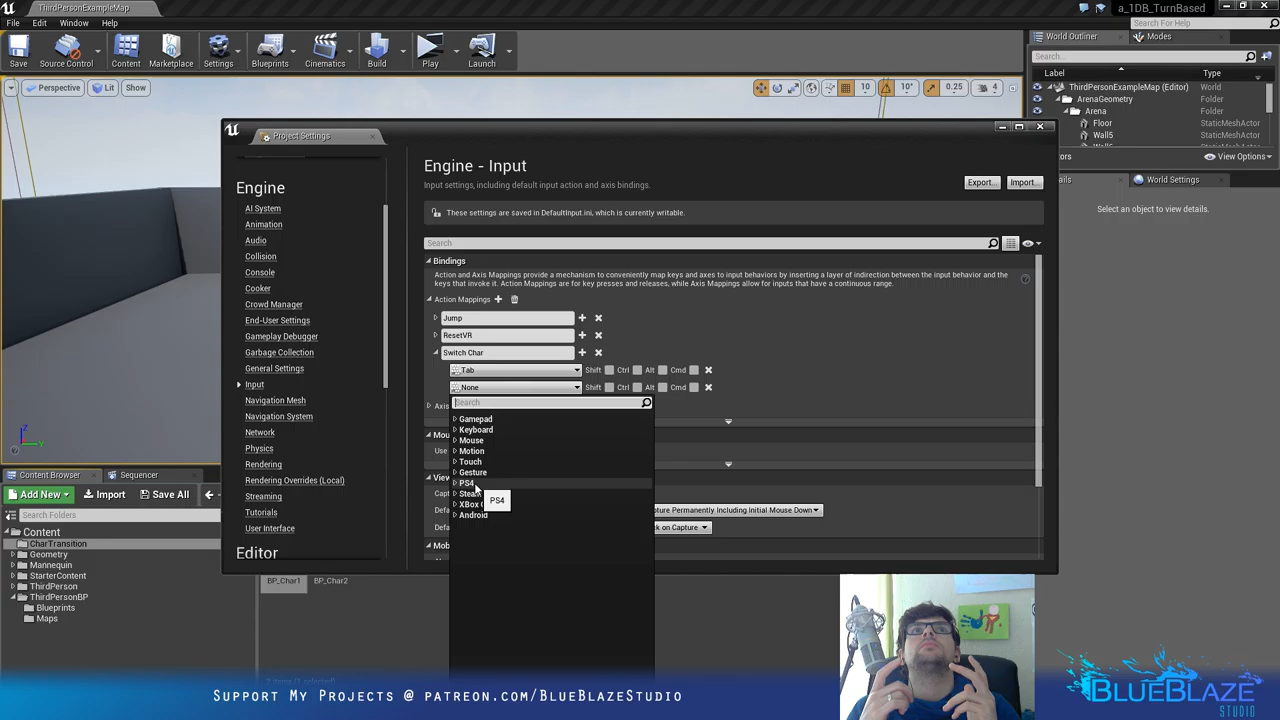 ThirdPersonExampleMap
a_1DB_TurnBased
File Edit Window Help
Search For Help
Save Source Control Content Marketplace Settings Blueprints Cinematics Build Play Launch
World Outliner Modes
Search...
Label Type
ThirdPersonExampleMap (Editor) World
ArenaGeometry Folder
Arena Folder
Floor StaticMeshActor
Wall5 StaticMeshActor
View Options
World Settings
Select an object to view details.
Perspective Lit Show
10 10° 0.25 4
Project Settings
Engine
AI System
Animation
Audio
Collision
Console
Cooker
Crowd Manager
End-User Settings
Gameplay Debugger
Garbage Collection
General Settings
Input
Navigation Mesh
Navigation System
Network
Physics
Rendering
Rendering Overrides (Local)
Streaming
Tutorials
User Interface
Editor
Engine - Input
Input settings, including default input action and axis bindings.
Export... Import...
These settings are saved in DefaultInput.ini, which is currently writable.
Search
Bindings
Action and Axis Mappings provide a mechanism to conveniently map keys and axes to input behaviors by inserting a layer of indirection between the input behavior and the
keys that invoke it. Action Mappings are for key presses and releases, while Axis Mappings allow for inputs that have a continuous range.
Action Mappings
Jump
ResetVR
Switch Char
Tab Shift Ctrl Alt Cmd
None Shift Ctrl Alt Cmd
Search
Gamepad
Keyboard
Mouse
Motion
Touch
Gesture
PS4
PS4
Android
Content Browser Sequencer
Add New Import Save All
Content
CharTransition
Geometry
Mannequin
StarterContent
ThirdPerson
ThirdPersonBP
Blueprints
Maps
BP_Char1 BP_Char2
Support My Projects @ patreon.com/BlueBlazeStudio
BlueBlaze
STUDIO